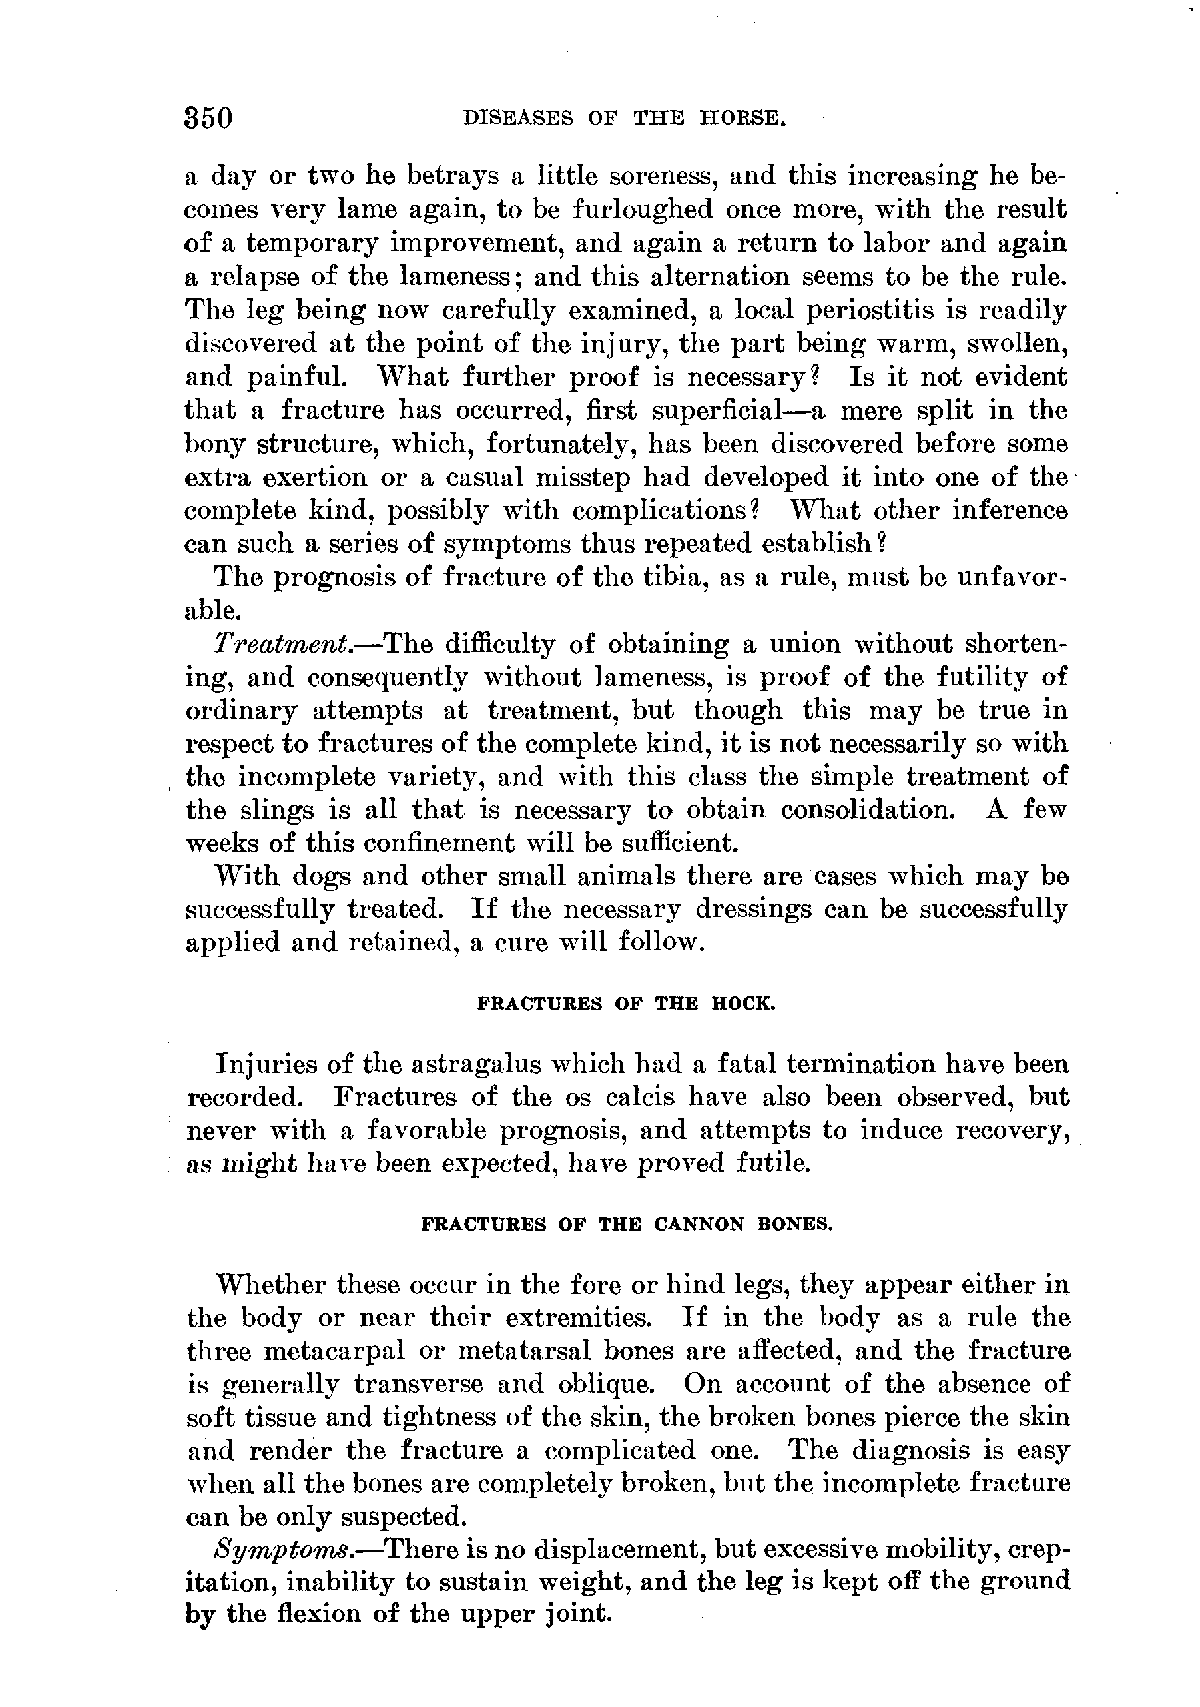 350 DISEASES OF THE HORSE.
a day or two he betrays a little soreness, and this increasing he be-
comes very lame again, to be furloughed once more, with the result
of a temporary improvement, and again a return to labor and again
a relapse of the lameness; and this alternation seems to be the rule.
The leg being now carefully examined, a local periostitis is readily
discovered at the point of the injury, the part being warm, swollen,
and painful. What further proof is necessary? Is it not evident
that a fracture has occurred, first superficial—a mere split in the
bony structure, which, fortunately, has been discovered before some
extra exertion or a casual misstep had developed it into one of the
complete kind, possibly with complications? What other inference
can such a series of symptoms thus repeated establish?
The prognosis of fracture of the tibia, as a rule, must be unfavor-
able.
Treatment.—The difficulty of obtaining a union without shorten-
ing, and consequently without lameness, is proof of the futility of
ordinary attempts at treatment, but though this may be true in
respect to fractures of the complete kind, it is not necessarily so with
the incomplete variety, and with this class the simple treatment of
the slings is all that is necessary to obtain consolidation. A few
weeks of this confinement will be sufficient.
With dogs and other small animals there are cases which may be
successfully treated. If the necessary dressings can be successfully
applied and retained, a cure will follow.
FRACTURES OF THE HOCK.
Injuries of the astragalus which had a fatal termination have been
recorded. Fractures of the os calcis have also been observed, but
never with a favorable prognosis, and attempts to induce recovery,
as might have been expected, have proved futile.
FRACTURES OF THE CANNON BONES.
Whether these occur in the fore or hind legs, they appear either in
the body or near their extremities. If in the body as a rule the
three metacarpal or metatarsal bones are affected, and the fracture
is generally transverse and oblique. On account of the absence of
soft tissue and tightness of the skin, the broken bones pierce the skin
and render the fracture a complicated one. The diagnosis is easy
when all the bones are completely broken, but the incomplete fracture
can be only suspected.
Symptoms.—There is no displacement, but excessive mobility, crep-
itation, inability to sustain weight, and the leg is kept off the ground
by the flexion of the upper joint.